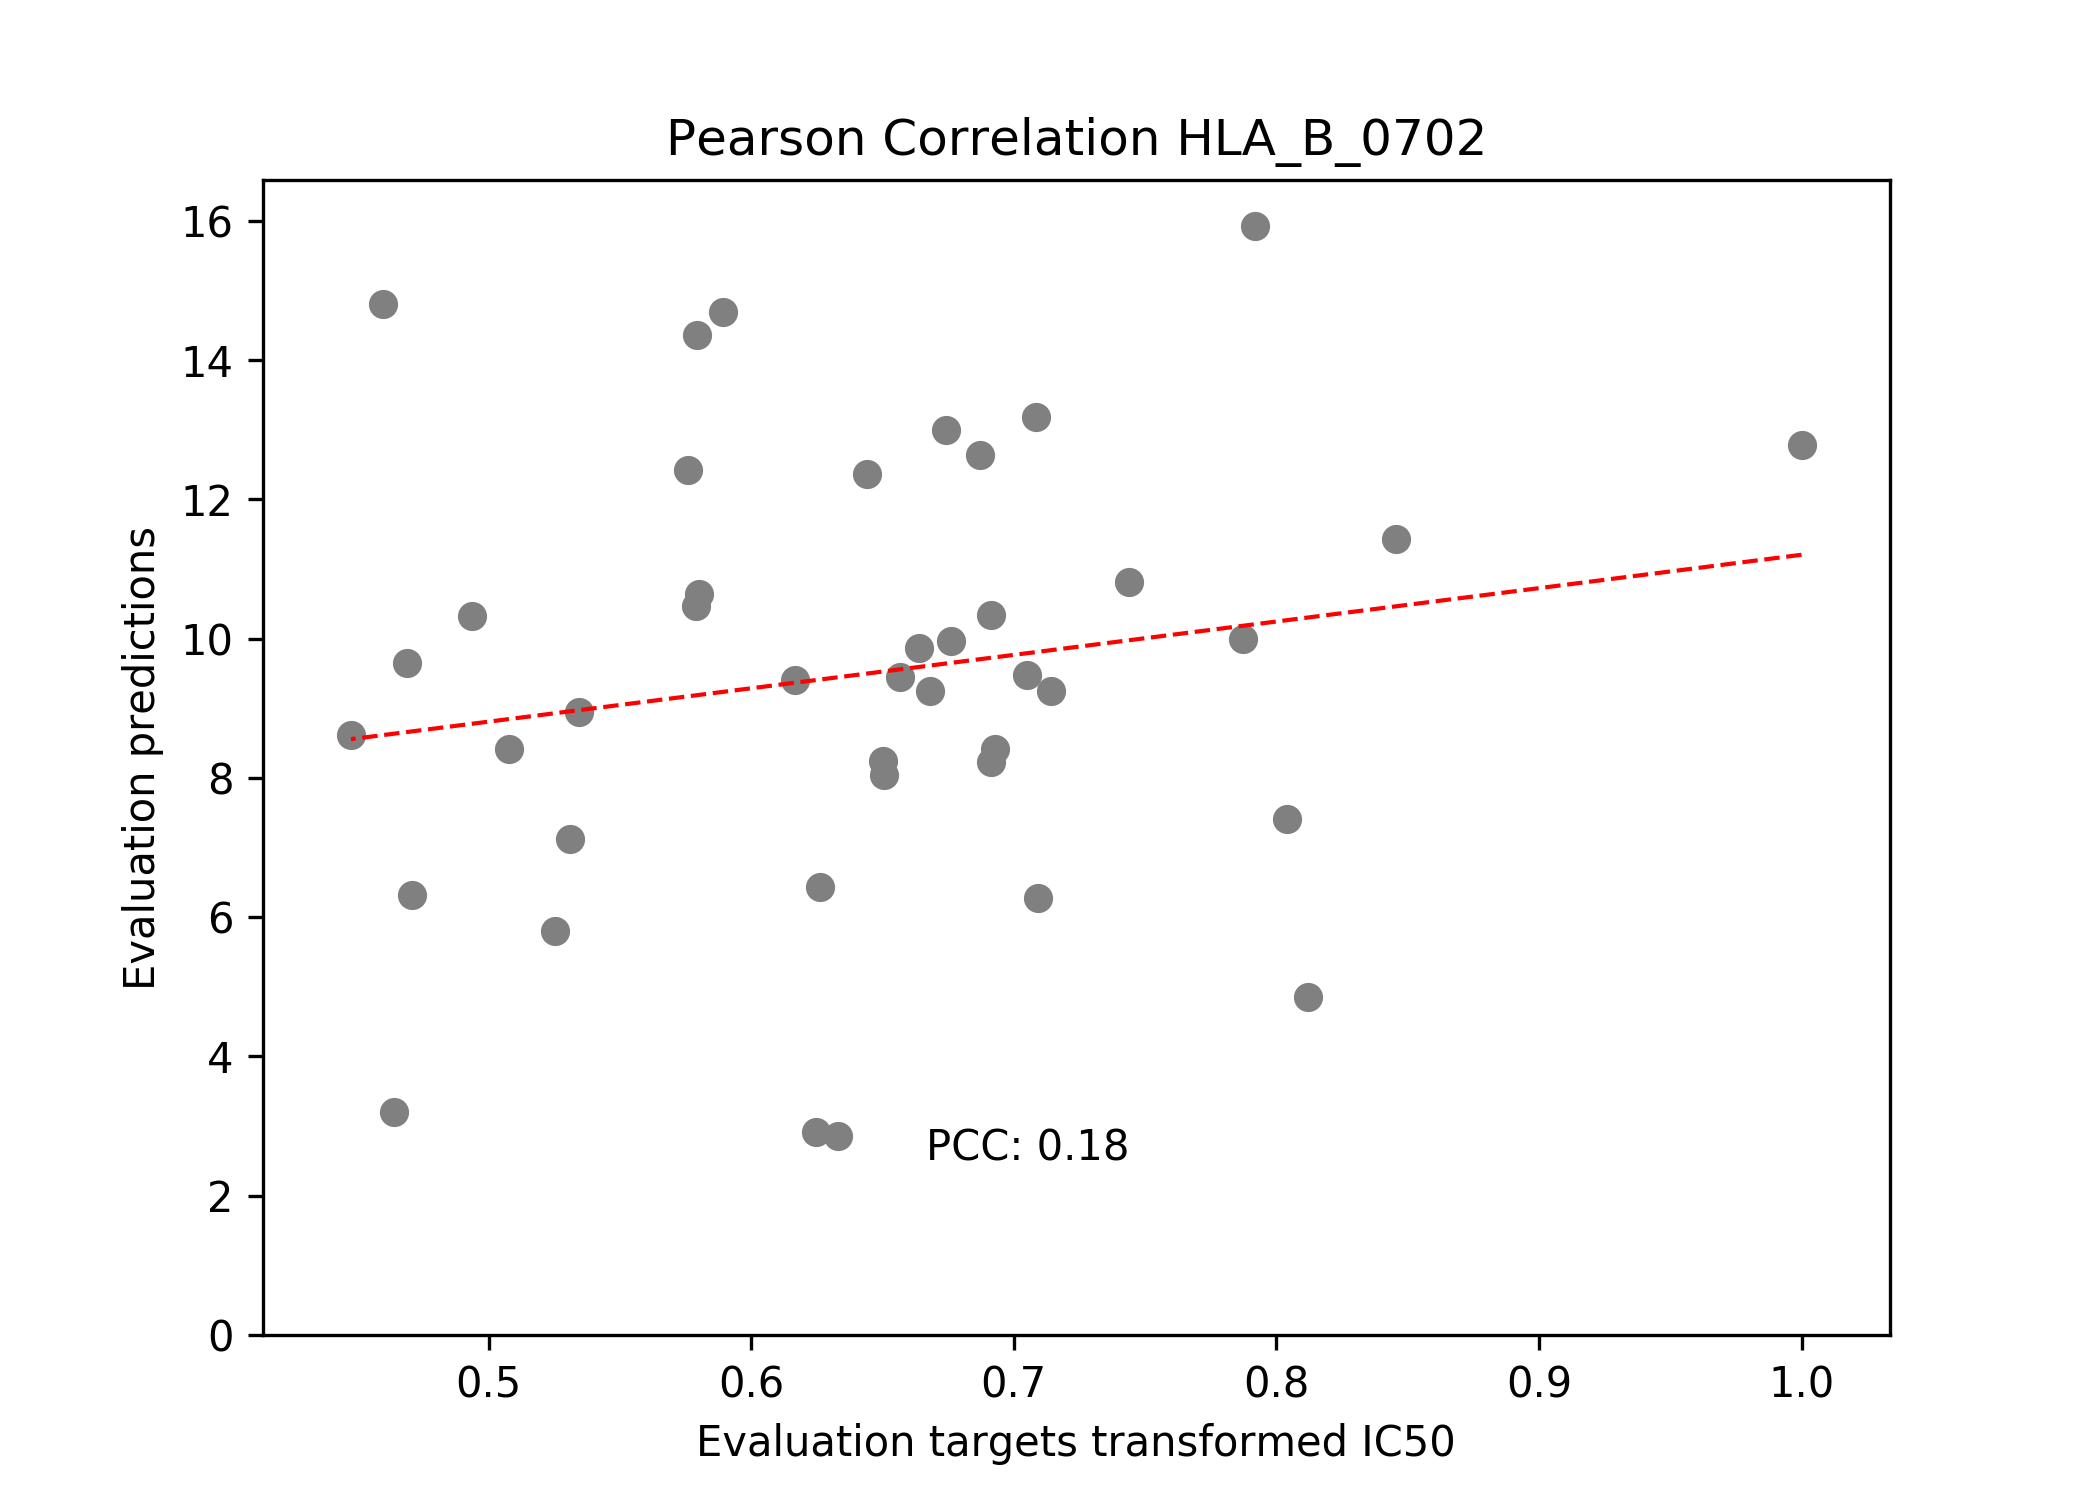 Pearson Correlation HLA_B_0702
16
14
12
10
8
6
4
2
0
Evaluation predictions
PCC: 0.18
0.5 0.6 0.7 0.8 0.9 1.0
Evaluation targets transformed IC50